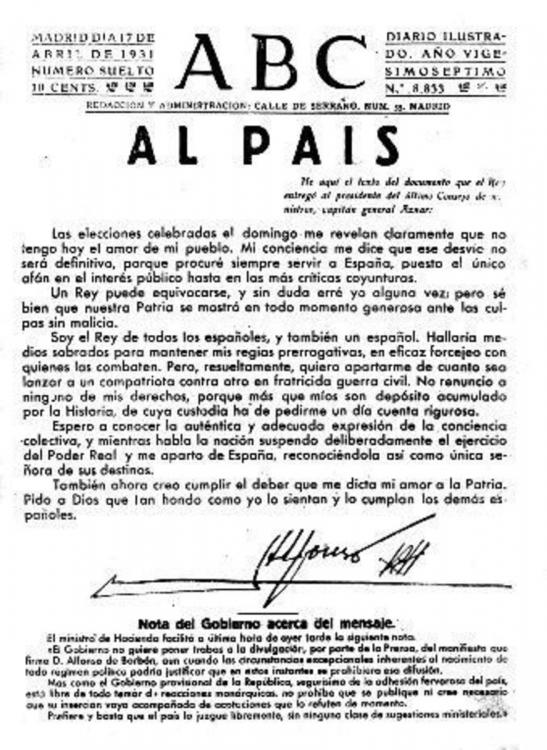 MADRID DIA 17 DE
ABRIL DE 1931
NUMERO SUELTO
10 CENTS.
ABC
DIARIO ILUSTRA-
DO. AÑO VIGE-
SIMOSEPTIMO
N.º 8.833
REDACCION Y ADMINISTRACION: CALLE DE SERRANO, NUM. 55, MADRID
AL PAIS
He aquí el texto del documento que el Rey
entregó al presidente del último Consejo de mi-
nistros, capitán general Aznar:
Las elecciones celebradas el domingo me revelan claramente que no
tengo hoy el amor de mi pueblo. Mi conciencia me dice que ese desvío no
será definitivo, porque procuré siempre servir a España, puesto el único
afán en el interés público hasta en las más críticas coyunturas.
Un Rey puede equivocarse, y sin duda erré yo alguna vez; pero sé
bien que nuestra Patria se mostró en todo momento generosa ante las cul-
pas sin malicia.
Soy el Rey de todos los españoles, y también un español. Hallaría me-
dios sobrados para mantener mis regias prerrogativas, en eficaz forcejeo con
quienes las combaten. Pero, resueltamente, quiero apartarme de cuanto sea
lanzar a un compatriota contra otro en fratricida guerra civil. No renuncio a
ninguno de mis derechos, porque más que míos son depósito acumulado
por la Historia, de cuya custodia ha de pedirme un día cuenta rigurosa.
Espero a conocer la auténtica y adecuada expresión de la conciencia
colectiva, y mientras habla la nación suspendo deliberadamente el ejercicio
del Poder Real y me aparto de España, reconociéndola así como única se-
ñora de sus destinos.
También ahora creo cumplir el deber que me dicta mi amor a la Patria.
Pido a Dios que tan hondo como yo lo sientan y lo cumplan los demás es-
pañoles.
Alfonso RH
Nota del Gobierno acerca del mensaje.
El ministro de Hacienda facilitó a última hora de ayer tarde la siguiente nota.
«El Gobierno no quiere poner trabas a la divulgación, por parte de la Prensa, del manifiesto que
firma D. Alfonso de Borbón, aun cuando las circunstancias excepcionales inherentes al nacimiento de
todo régimen político podría justificar que en estos instantes se prohibiera esa difusión.
Mas como el Gobierno provisional de la República, segurísimo de la adhesión fervorosa del país,
está libre de todo temor de reacciones monárquicas, no prohíbe que se publique ni cree necesario
que su inserción vaya acompañada de acotaciones que lo refuten de momento.
Prefiere y basta que el país lo juzgue libremente, sin ninguna clase de sugestiones ministeriales.»